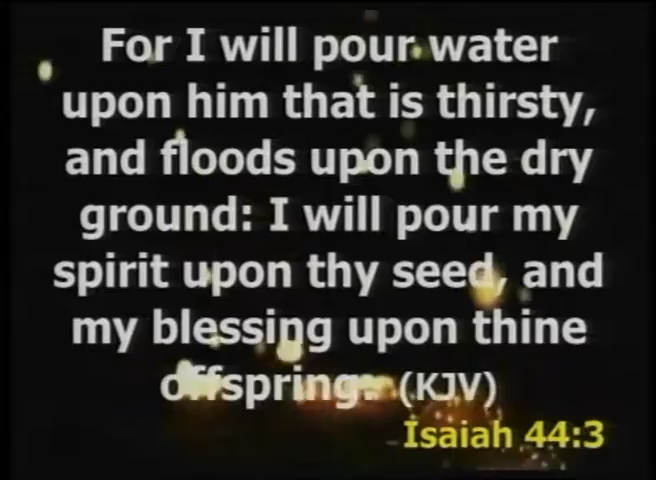 For I will pour water
upon him that is thirsty,
and floods upon the dry
ground: I will pour my
spirit upon thy seed, and
my blessing upon thine
offspring: (KJV)
Isaiah 44:3